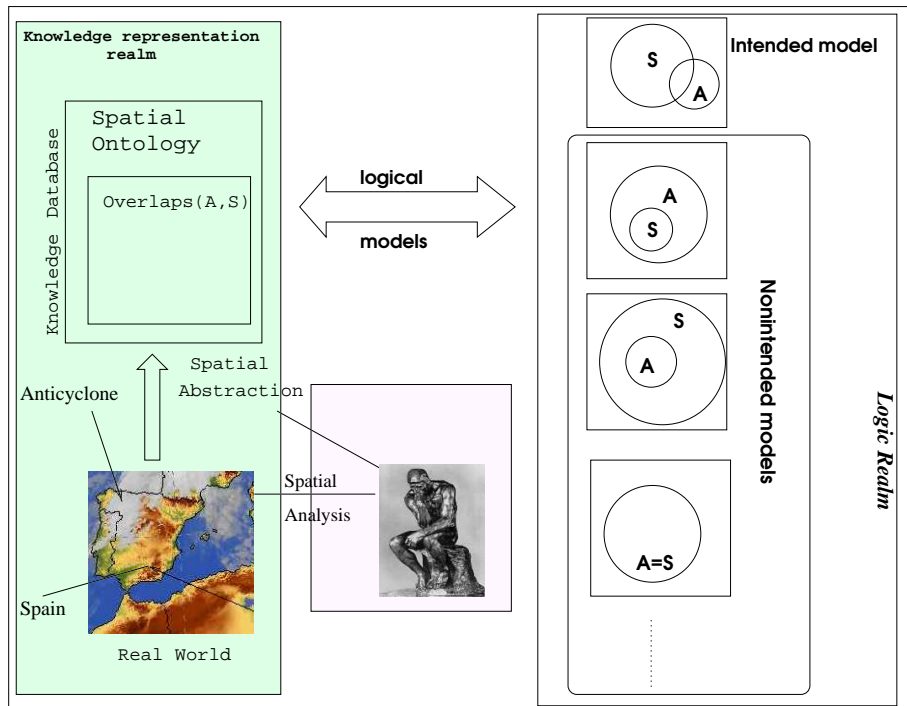 Knowledge representation
realm
Knowledge Database
Spatial
Ontology
Overlaps(A,S)
Spatial
Abstraction
Anticyclone
Spatial
Analysis
Spain
Real World
logical
models
S
A
Intended model
A
S
S
A
A=S
Nonintended models
Logic Realm